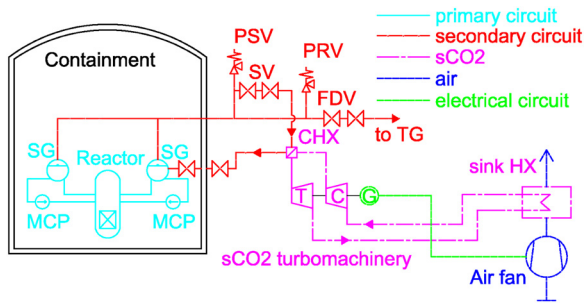 PSV
primary circuit
secondary circuit
PRV
sCO2
Containment
SV
air
FDV
electrical circuit
to TG
CHX
SG
Reactor
SG
sink HX
T
C
G
MCP
MCP
sCO2 turbomachinery
Air fan